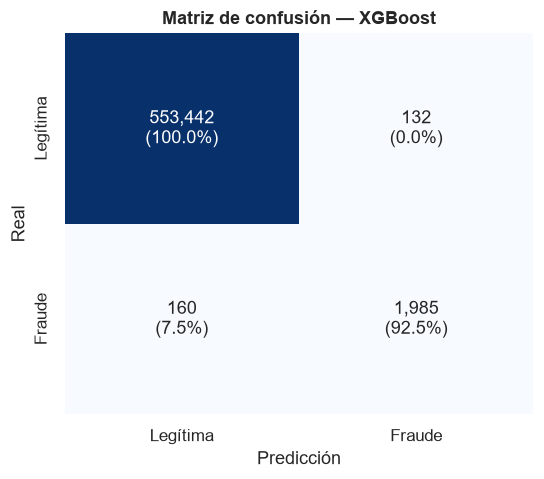 Matriz de confusión — XGBoost
Real
Legítima
553,442
(100.0%)
132
(0.0%)
Fraude
160
(7.5%)
1,985
(92.5%)
Legítima
Fraude
Predicción